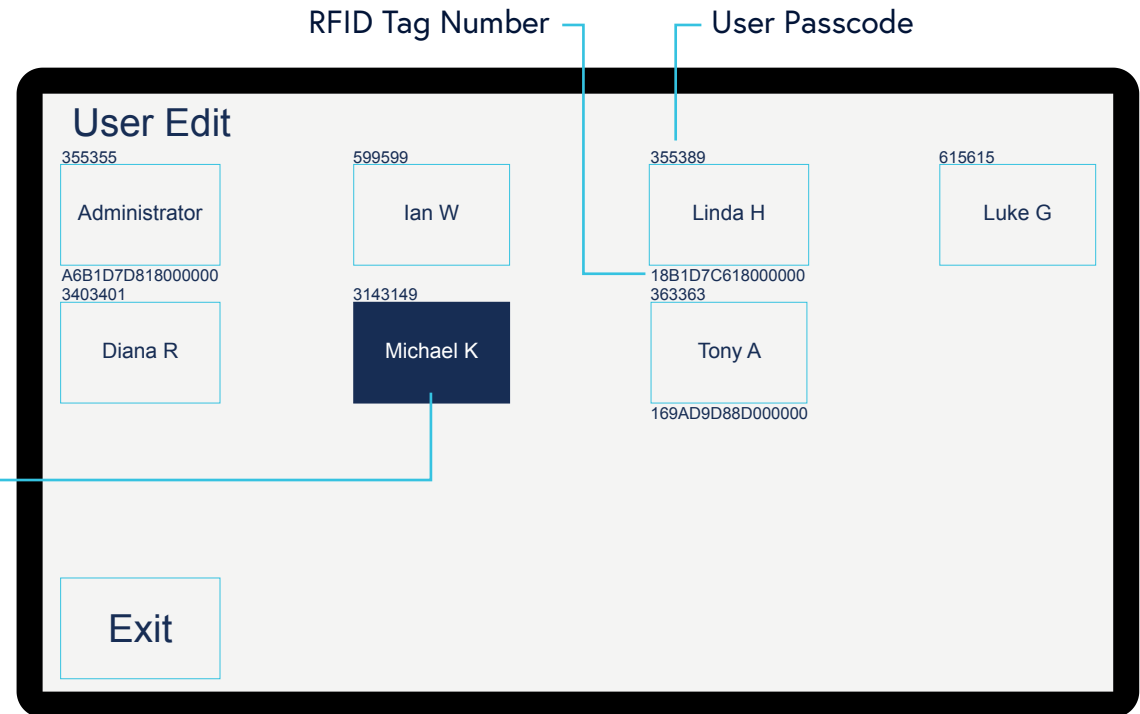 RFID Tag Number
User Passcode
User Edit
355355
599599
355389
615615
Administrator
Ian W
Linda H
Luke G
A6B1D7D818000000
18B1D7C618000000
3403401
3143149
363363
Diana R
Michael K
Tony A
169AD9D88D000000
Exit